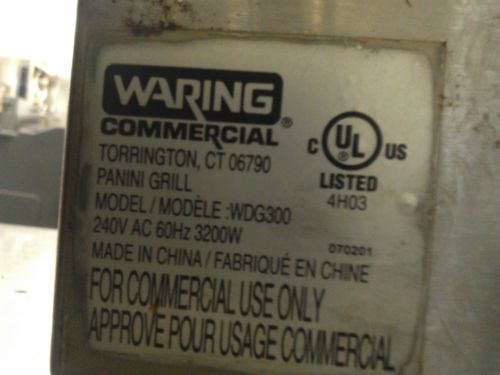 WARING
COMMERCIAL®
TORRINGTON, CT 06790
PANINI GRILL
MODEL / MODÈLE :WDG300
240V AC 60Hz 3200W
MADE IN CHINA / FABRIQUÉ EN CHINE
FOR COMMERCIAL USE ONLY
APPROVE POUR USAGE COMMERCIAL
C UL® US
LISTED
4H03
070201